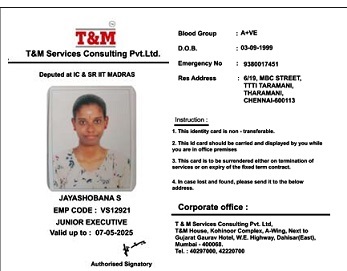 T&M
T&M Services Consulting Pvt.Ltd.
Deputed at IC & SR IIT MADRAS
JAYASHOBANA S
EMP CODE : VS12921
JUNIOR EXECUTIVE
Valid up to : 07-05-2025
Authorised Signatory
Blood Group : A+VE
D.O.B. : 03-09-1999
Emergency No : 9380017451
Res Address : 6/19, MBC STREET,
TTTI TARAMANI,
THARAMANI,
CHENNAI-600113
Instruction :
1. This identity card is non - transferable.
2. This Id card should be carried and displayed by you while
you are in office premises
3. This card is to be surrendered either on termination of
services or on expiry of the fixed term contract.
4. In case lost and found, please send it to the below
address.
Corporate office :
T & M Services Consulting Pvt. Ltd,
T&M House, Kohinoor Complex, A-Wing, Next to
Gujarat Gaurav Hotel, W.E. Highway, Dahisar(East),
Mumbai - 400068.
Tel. : 40297000, 42220700